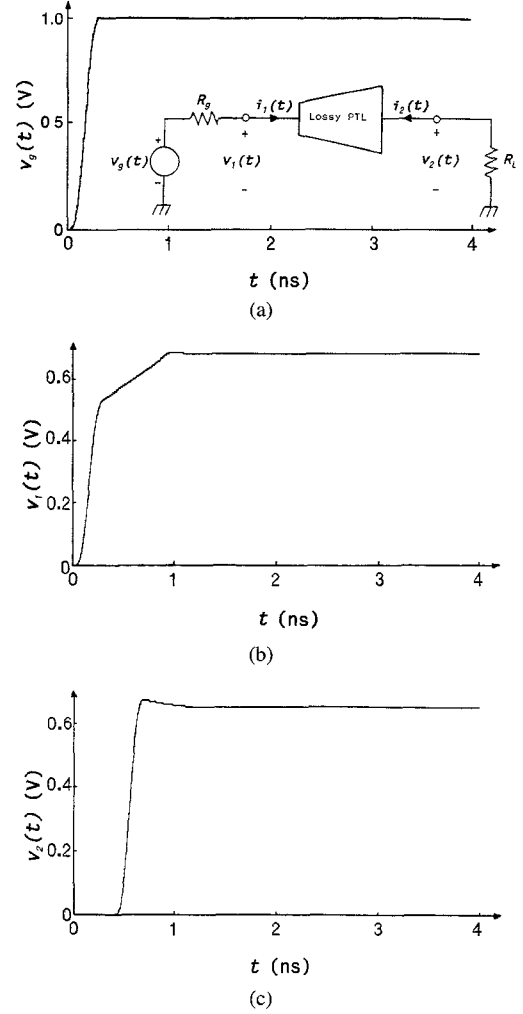 1.0
0.5
0
v_g(t) (V)
R_g
i_1(t)
Lossy PTL
i_2(t)
+
v_g(t)
-
+
v_1(t)
-
+
v_2(t)
-
R_L
0 1 2 3 4
t (ns)
(a)
0.6
0.4
0.2
0
v_1(t) (V)
0 1 2 3 4
t (ns)
(b)
0.6
0.4
0.2
0
v_2(t) (V)
0 1 2 3 4
t (ns)
(c)